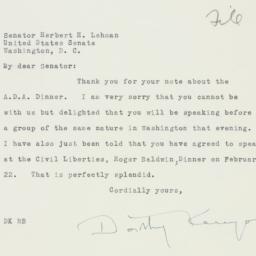 File
Senator Herbert H. Lehman
United States Senate
Washington, D. C.
My dear Senator:
Thank you for your note about the
A.D.A. Dinner. I am very sorry that you cannot be
with us but delighted that you will be speaking before
a group of the same nature in Washington that evening.
I have also just been told that you have agreed to speak
at the Civil Liberties, Roger Baldwin,Dinner on Februar
22. That is perfectly splendid.
Cordially yours,
DK RB
Dorothy Kenyon